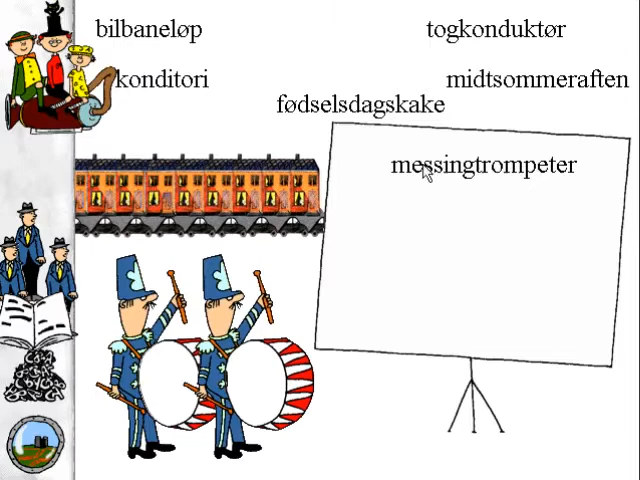 bilbaneløp
togkonduktør
konditori
midtsommeraften
fødselsdagskake
messingtrompeter